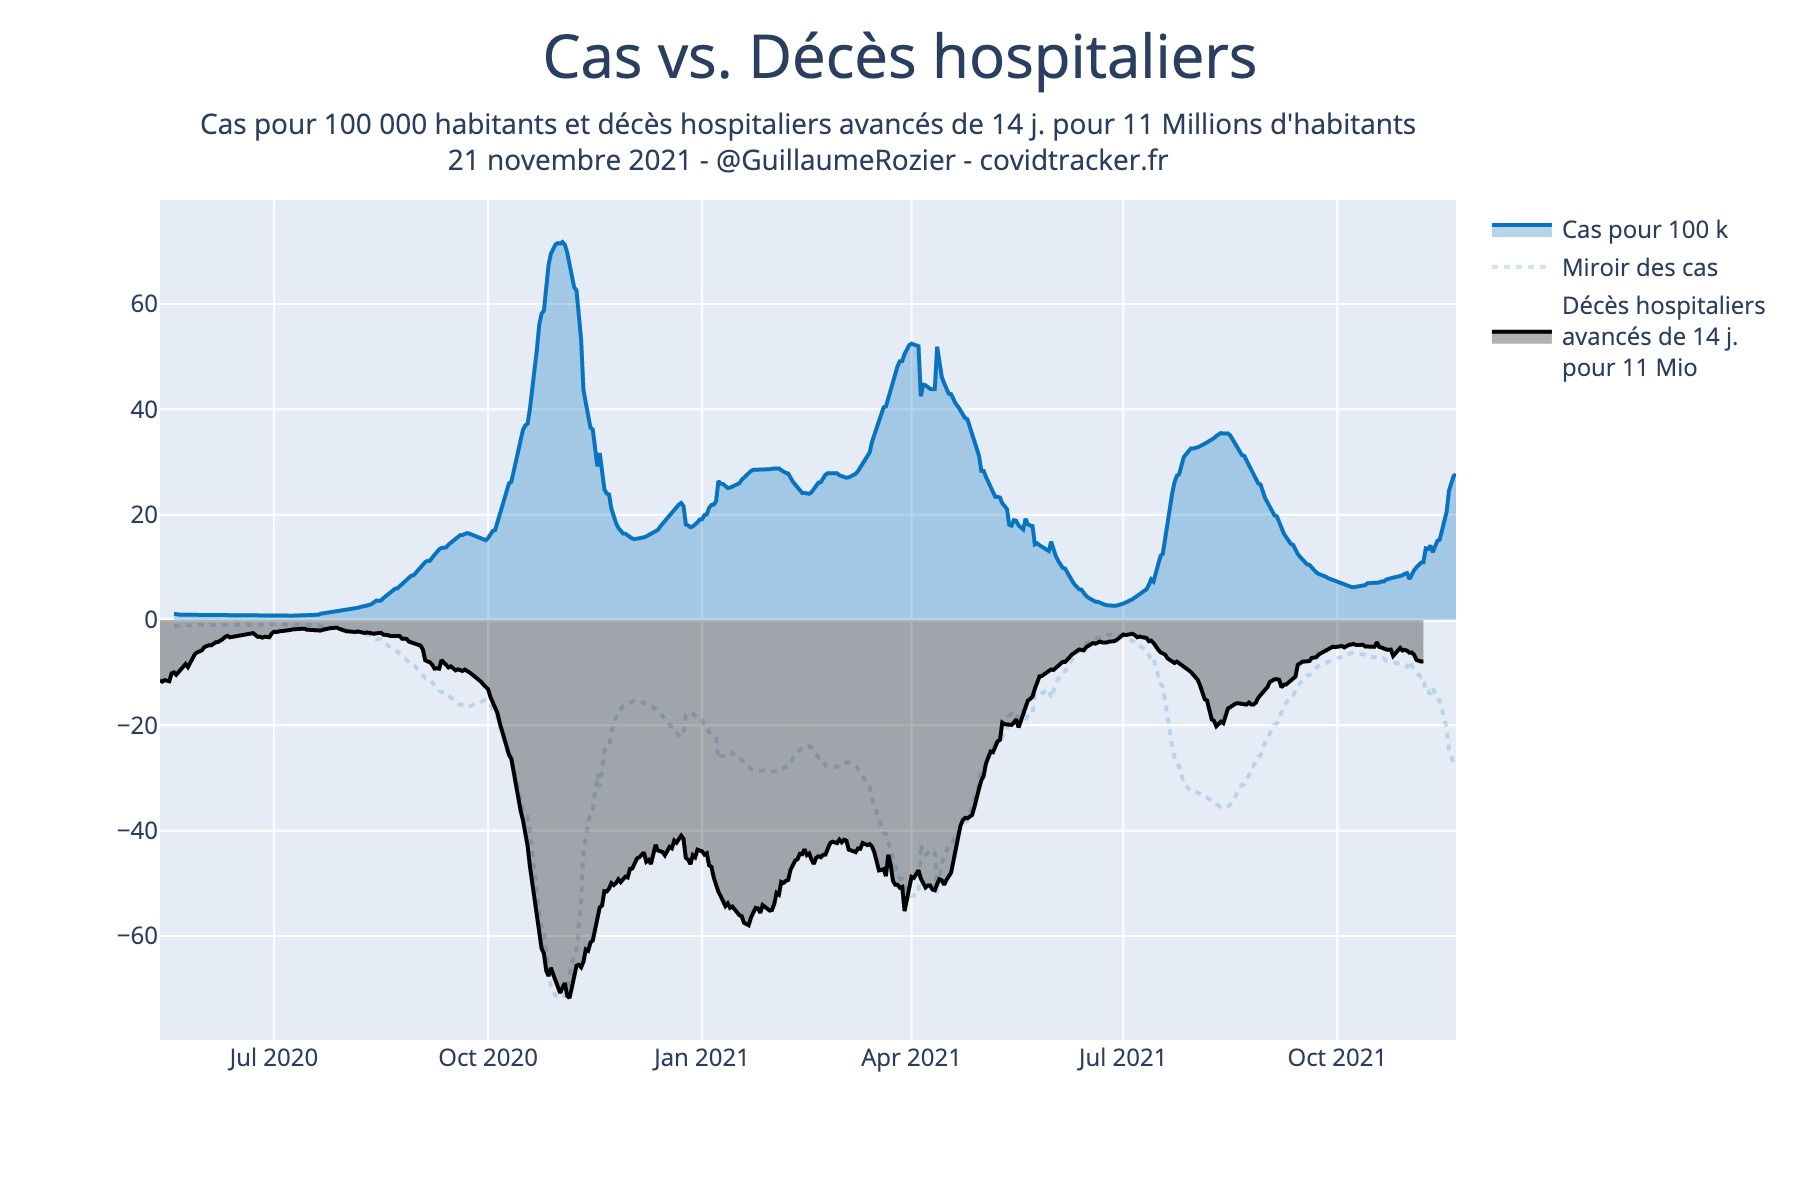 Cas vs. Décès hospitaliers
Cas pour 100 000 habitants et décès hospitaliers avancés de 14 j. pour 11 Millions d'habitants
21 novembre 2021 - @GuillaumeRozier - covidtracker.fr
Cas pour 100 k
Miroir des cas
Décès hospitaliers
avancés de 14 j.
pour 11 Mio
60
40
20
0
−20
−40
−60
Jul 2020
Oct 2020
Jan 2021
Apr 2021
Jul 2021
Oct 2021